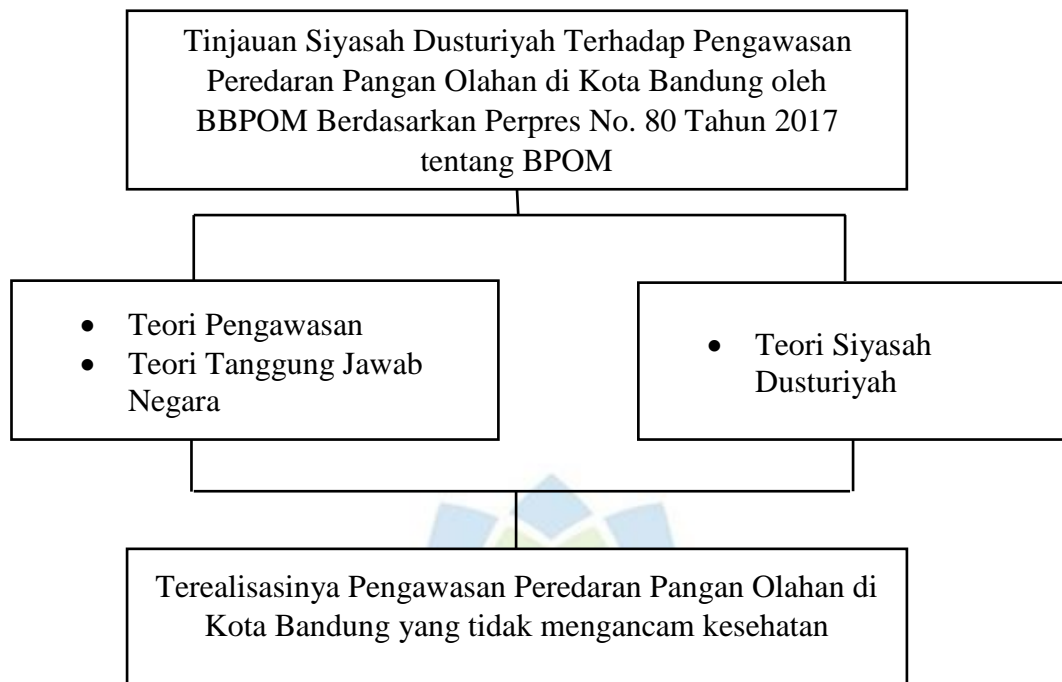 Tinjauan Siyasah Dusturiyah Terhadap Pengawasan
Peredaran Pangan Olahan di Kota Bandung oleh
BBPOM Berdasarkan Perpres No. 80 Tahun 2017
tentang BPOM
• Teori Pengawasan
• Teori Tanggung Jawab
Negara
• Teori Siyasah
Dusturiyah
Terealisasinya Pengawasan Peredaran Pangan Olahan di
Kota Bandung yang tidak mengancam kesehatan